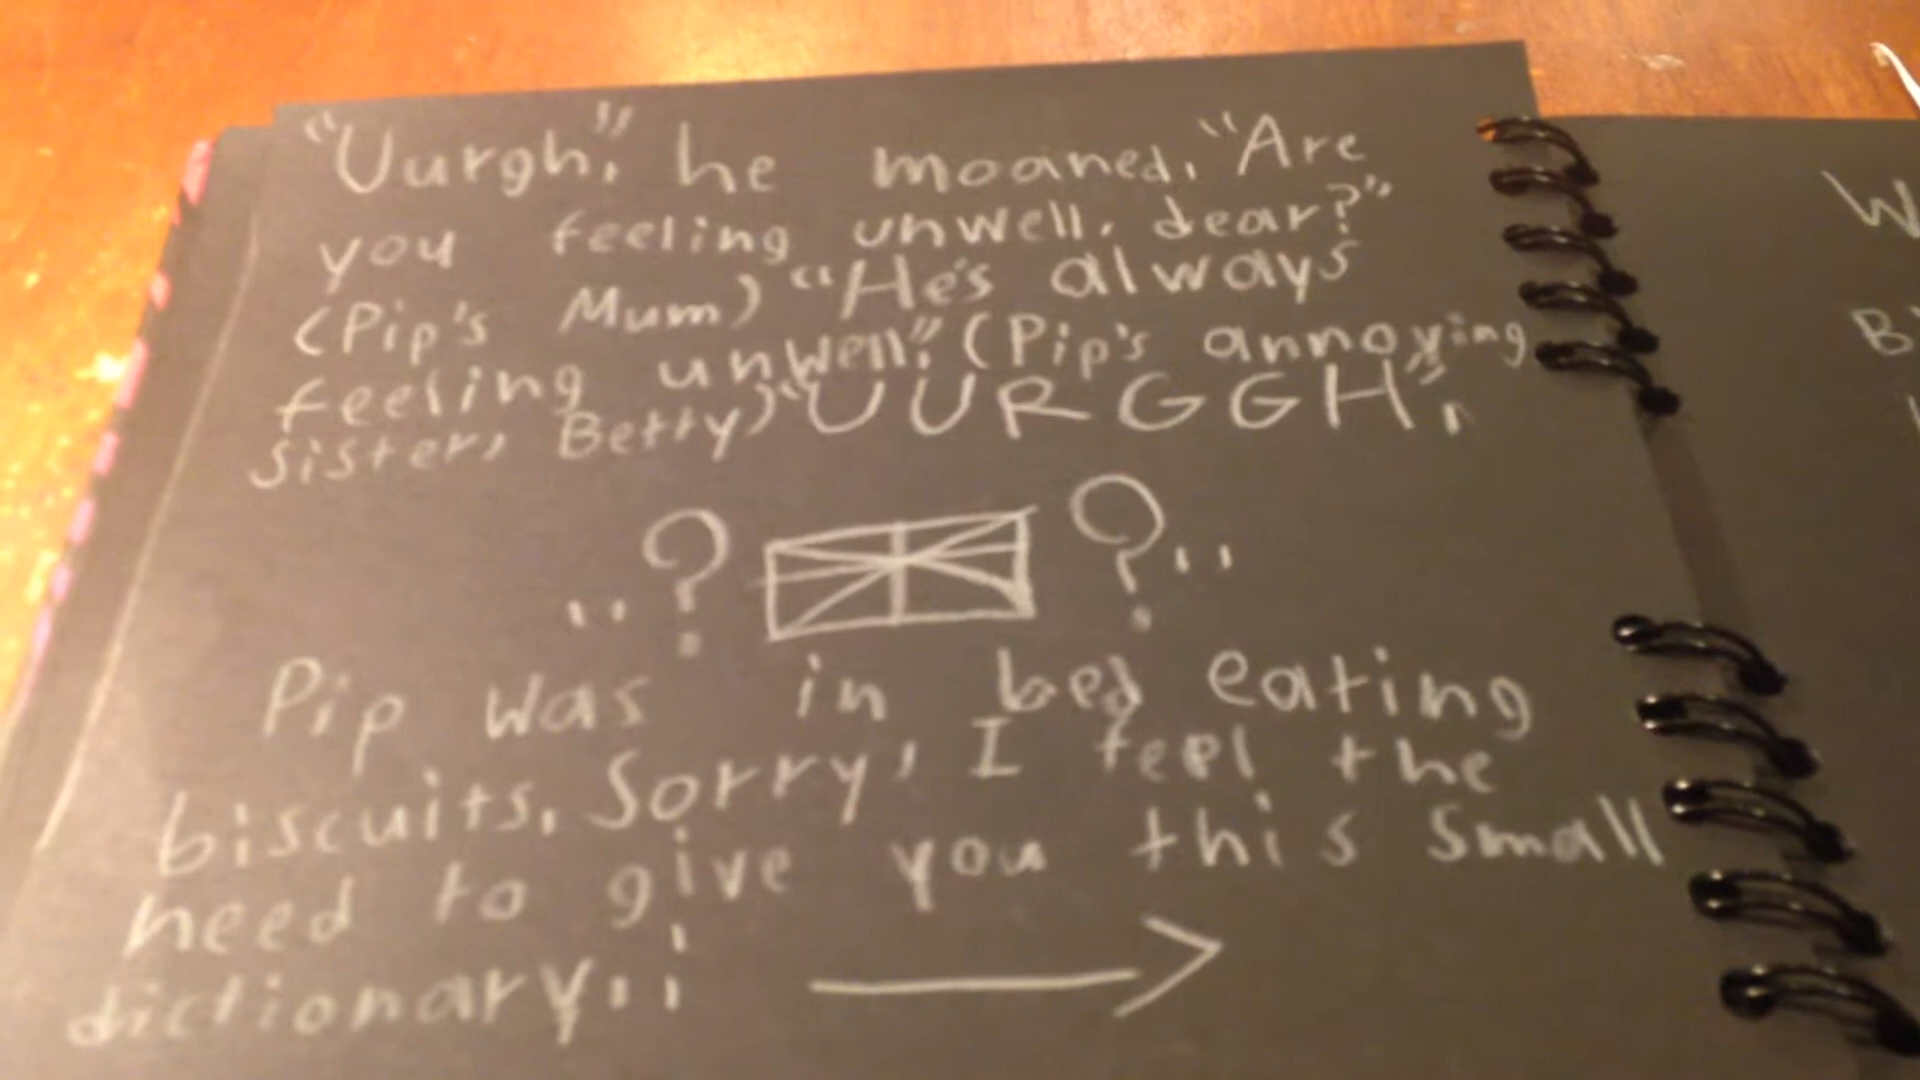 "Uurgh," he moaned. "Are
you feeling unwell, dear?"
(Pip's Mum) "He's always
feeling unwell." (Pip's annoying
sister, Betty) "UURGGH".
..? ?..
Pip was in bed eating
biscuits. Sorry, I feel the
need to give you this small
dictionary..
W
B